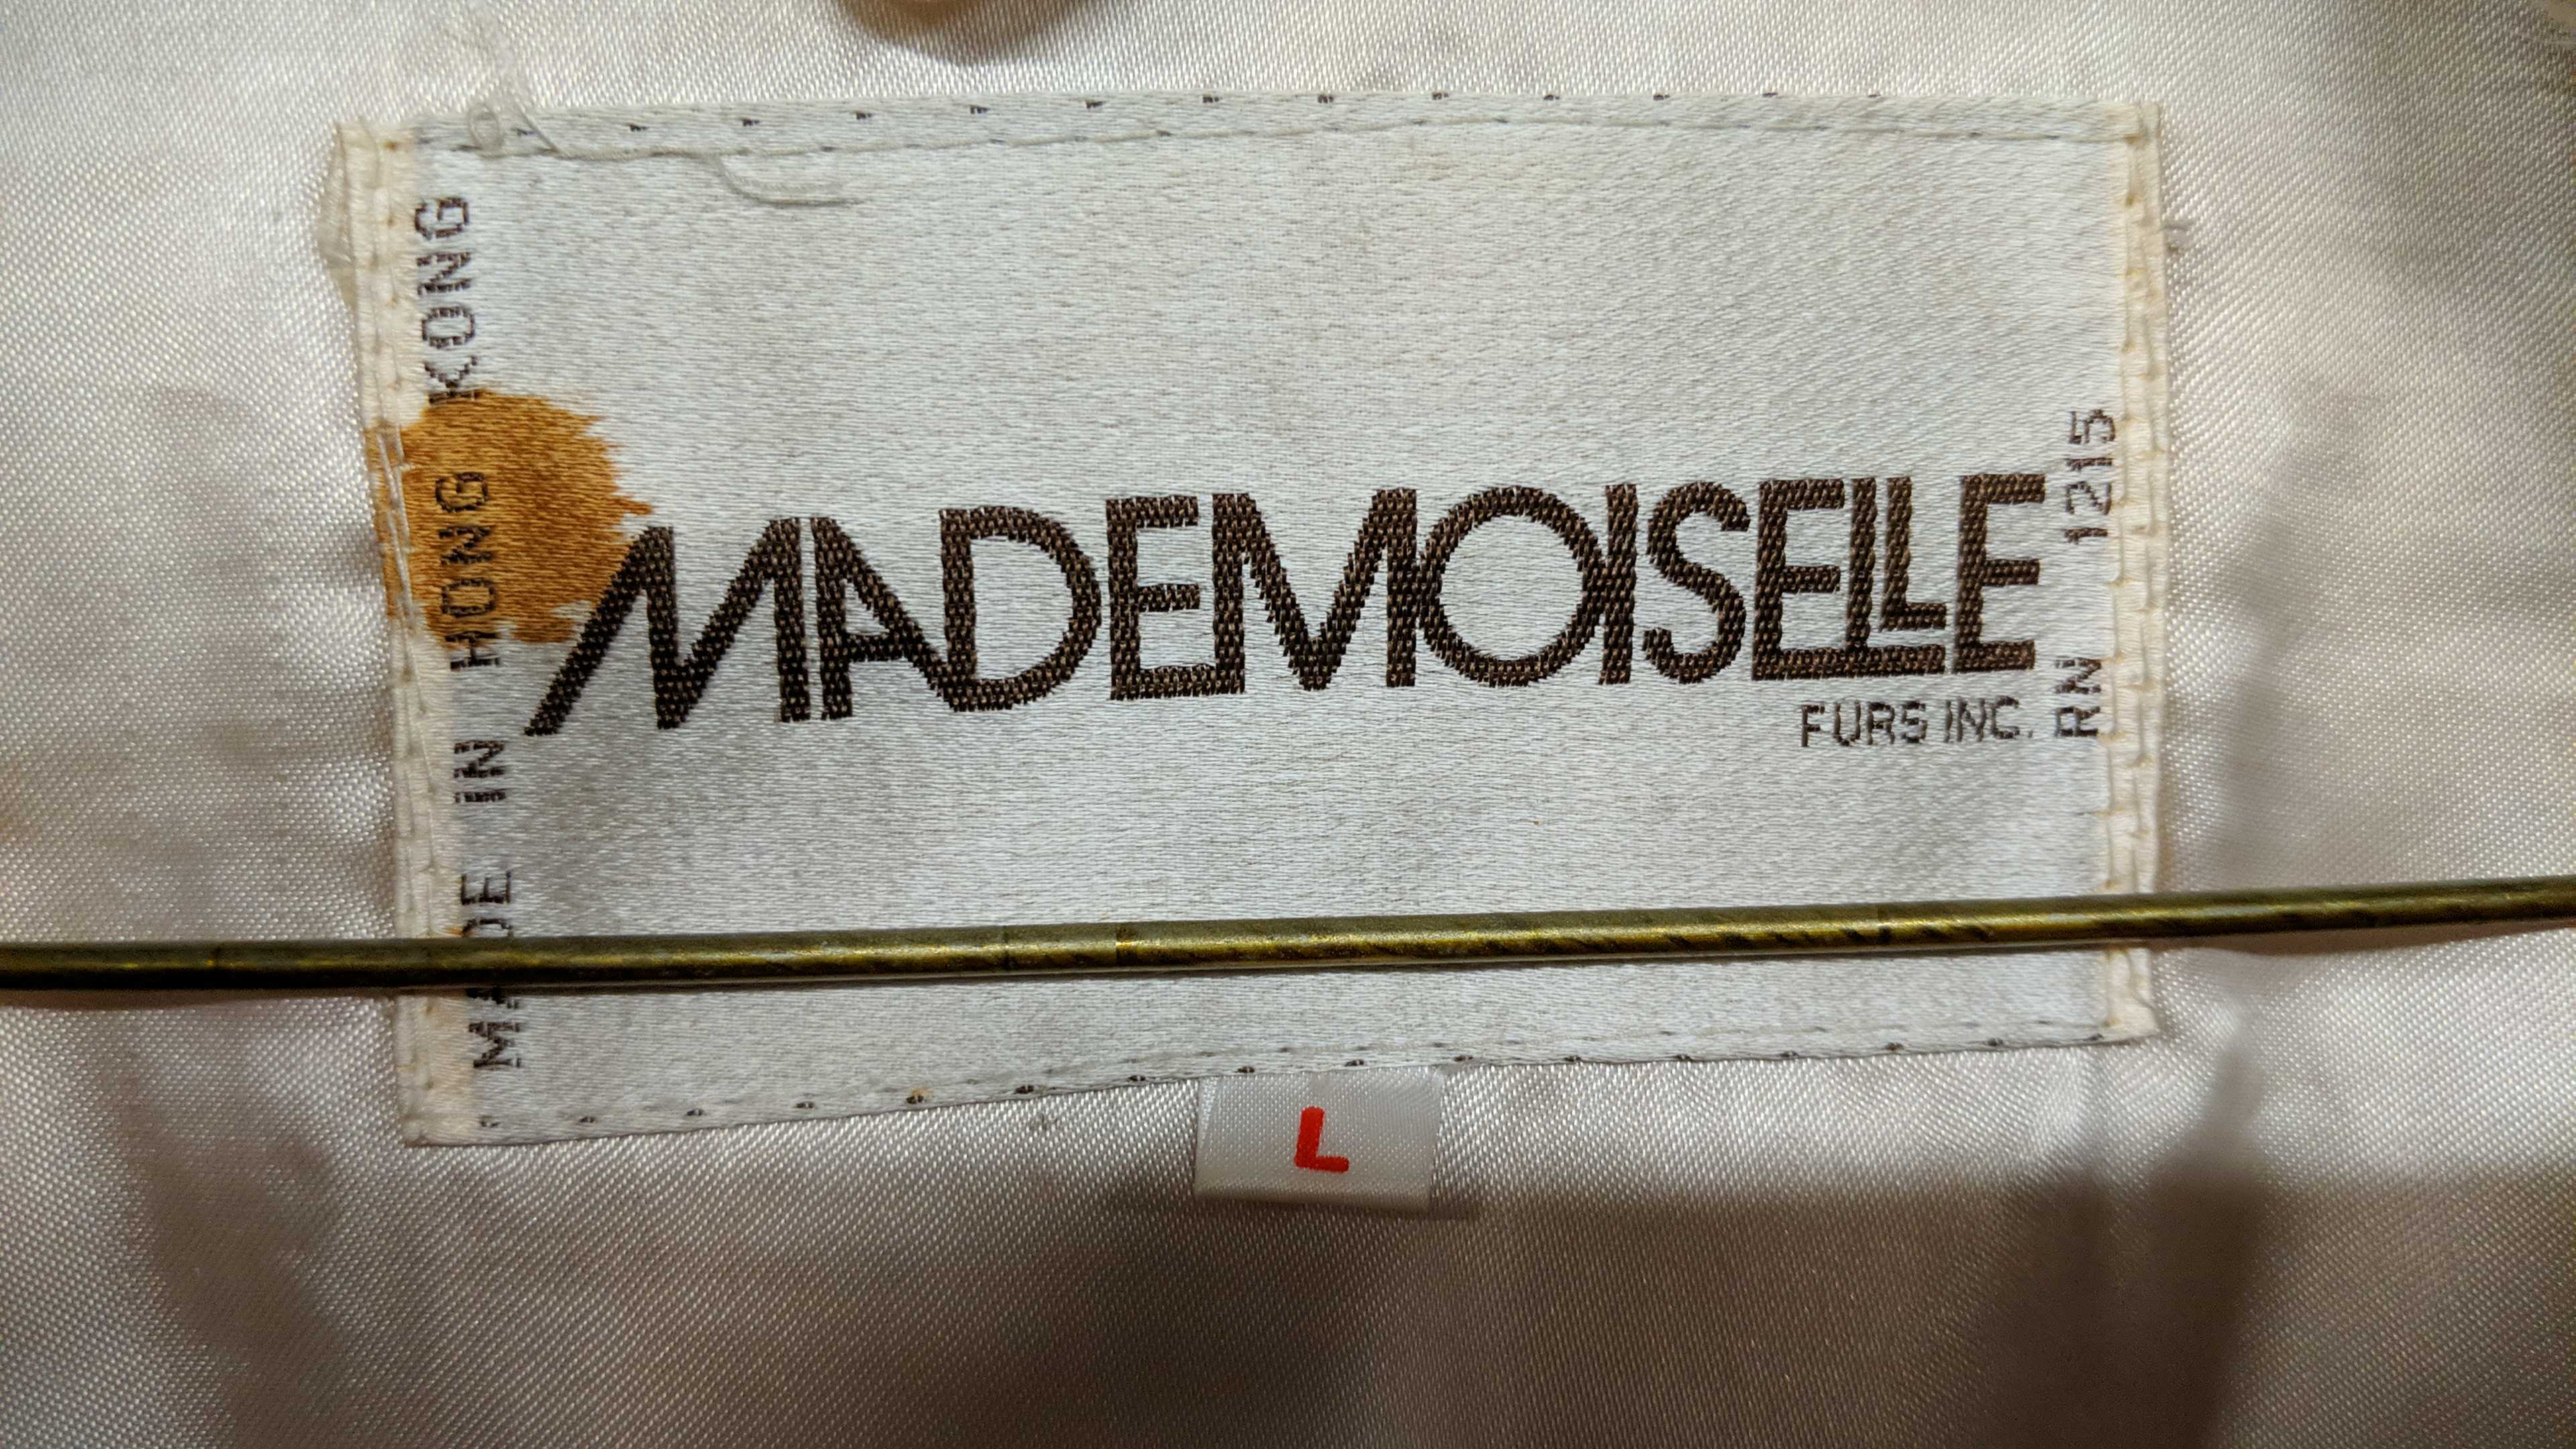 MADE IN HONG KONG
MADEMOISELLE
FURS INC.
RN 1215
L